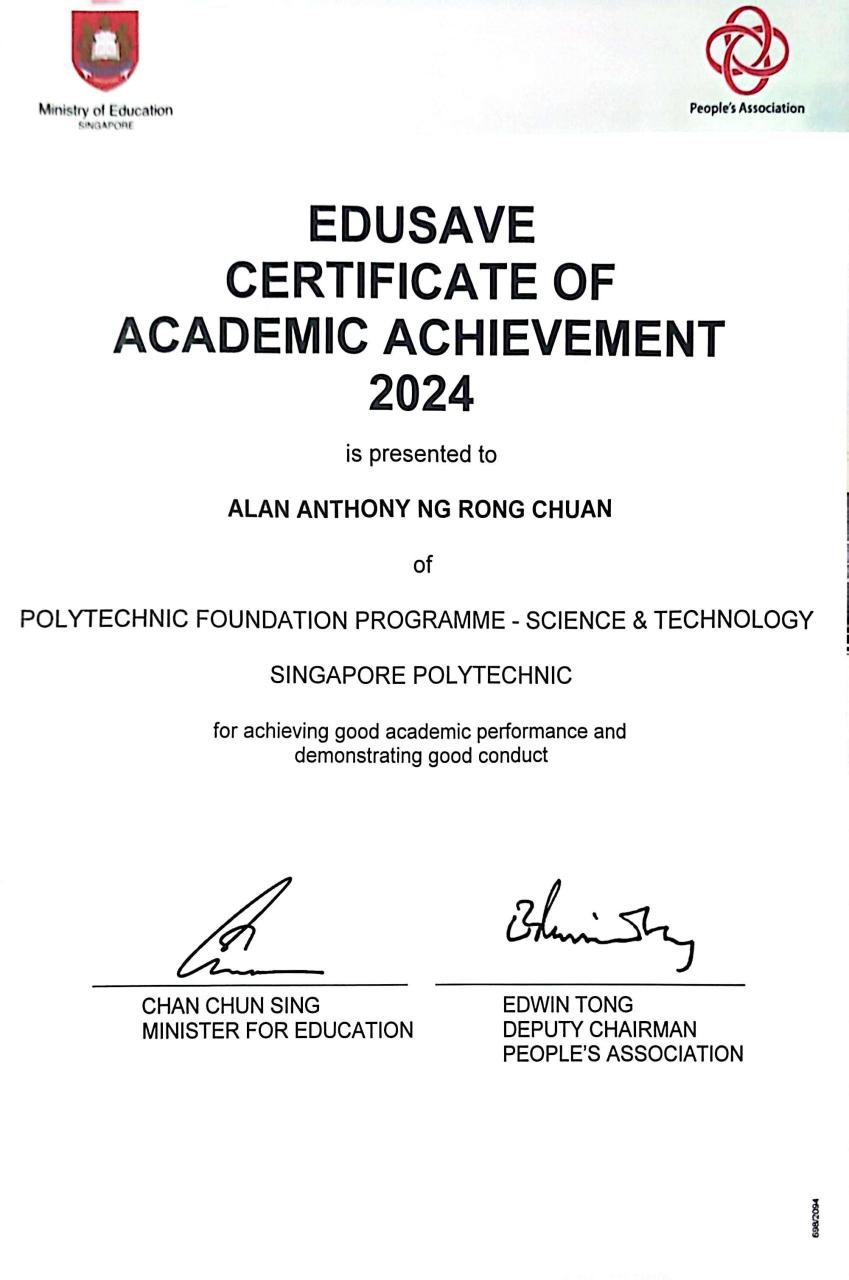 Ministry of Education
SINGAPORE
People's Association
EDUSAVE
CERTIFICATE OF
ACADEMIC ACHIEVEMENT
2024
is presented to
ALAN ANTHONY NG RONG CHUAN
of
POLYTECHNIC FOUNDATION PROGRAMME - SCIENCE & TECHNOLOGY
SINGAPORE POLYTECHNIC
for achieving good academic performance and
demonstrating good conduct
CHAN CHUN SING
MINISTER FOR EDUCATION
EDWIN TONG
DEPUTY CHAIRMAN
PEOPLE'S ASSOCIATION
698/2094